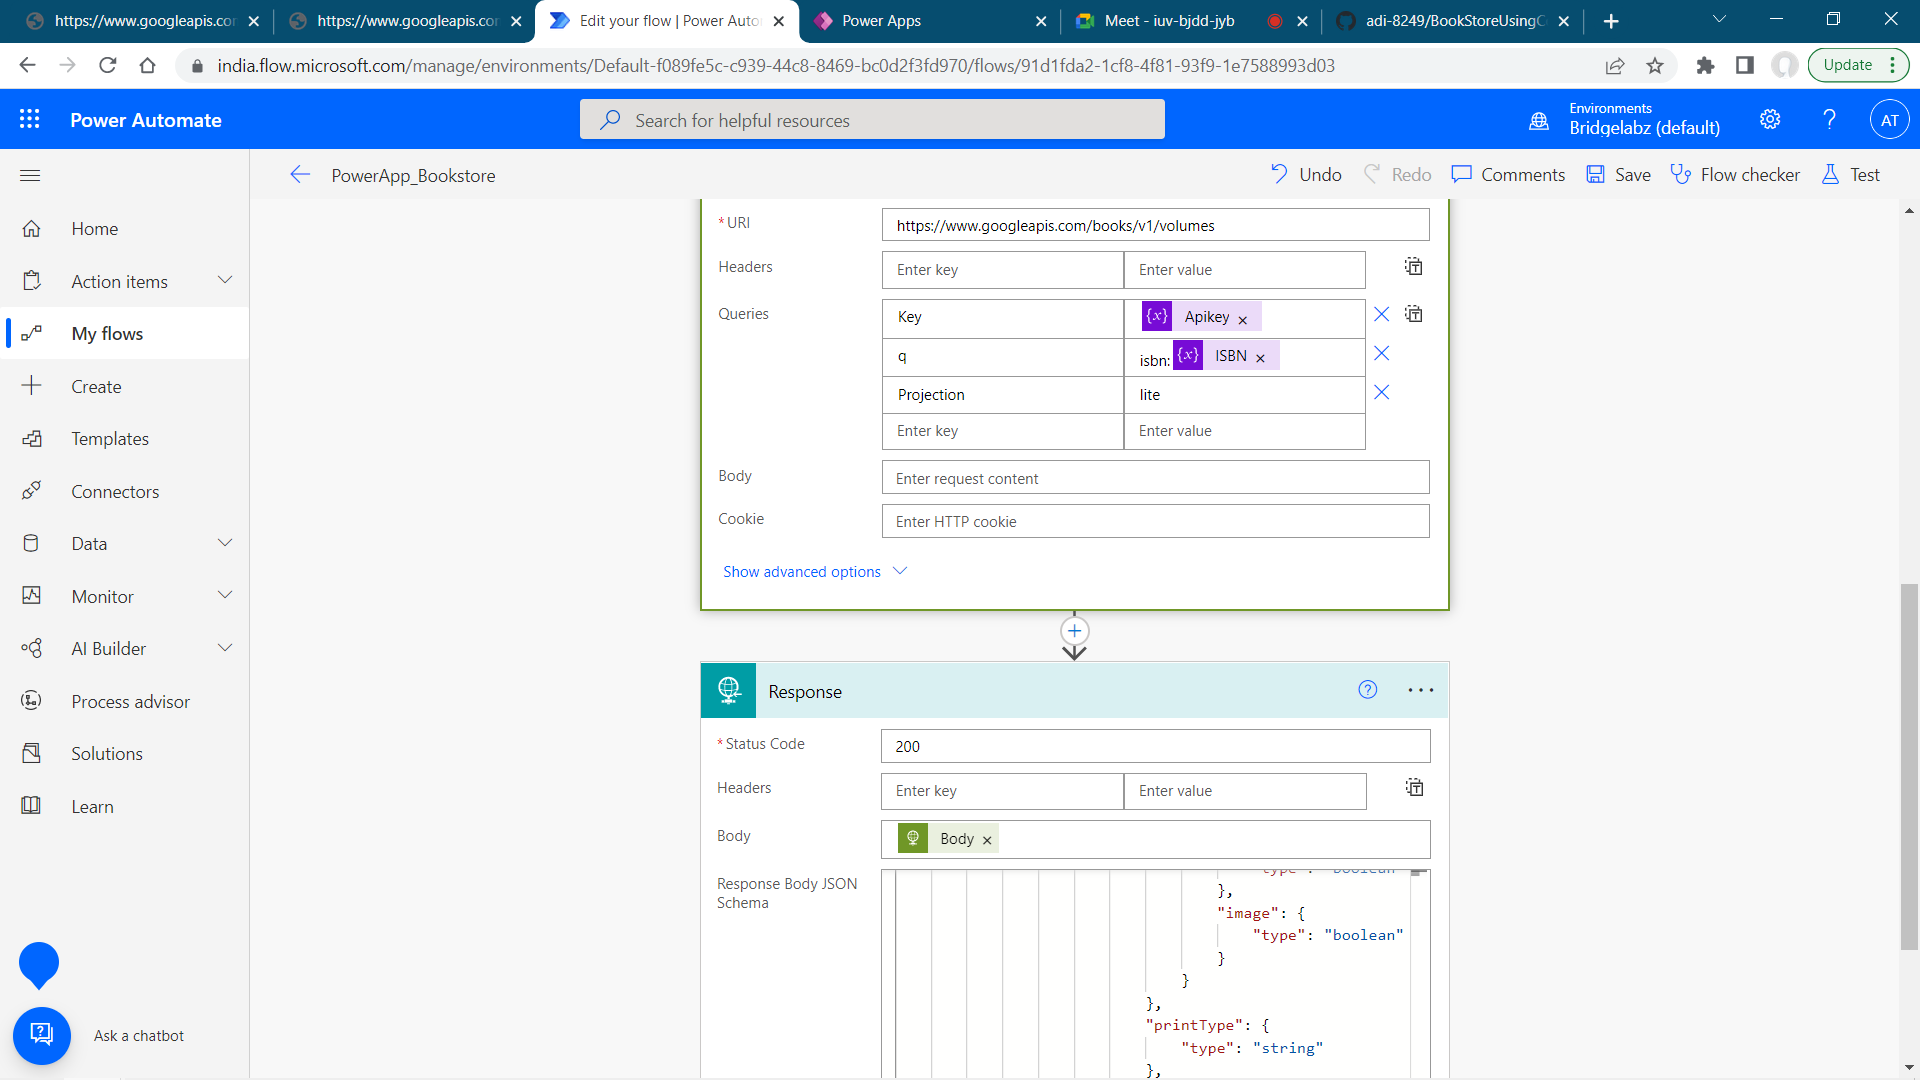 https://www.googleapis.cor
https://www.googleapis.cor
Edit your flow | Power Auto
Power Apps
Meet - iuv-bjdd-jyb
adi-8249/BookStoreUsingC
india.flow.microsoft.com/manage/environments/Default-f089fe5c-c939-44c8-8469-bc0d2f3fd970/flows/91d1fda2-1cf8-4f81-93f9-1e7588993d03
Update
Power Automate
Search for helpful resources
Environments
Bridgelabz (default)
AT
PowerApp_Bookstore
Undo
Redo
Comments
Save
Flow checker
Test
Home
Action items
My flows
Create
Templates
Connectors
Data
Monitor
AI Builder
Process advisor
Solutions
Learn
Ask a chatbot
* URI
https://www.googleapis.com/books/v1/volumes
Headers
Enter key
Enter value
Queries
Key
{x} Apikey ×
q
isbn: {x} ISBN ×
Projection
lite
Enter key
Enter value
Body
Enter request content
Cookie
Enter HTTP cookie
Show advanced options
Response
* Status Code
200
Headers
Enter key
Enter value
Body
Body ×
Response Body JSON
Schema
"type": "boolean"
},
"image": {
"type": "boolean"
}
}
},
"printType": {
"type": "string"
},